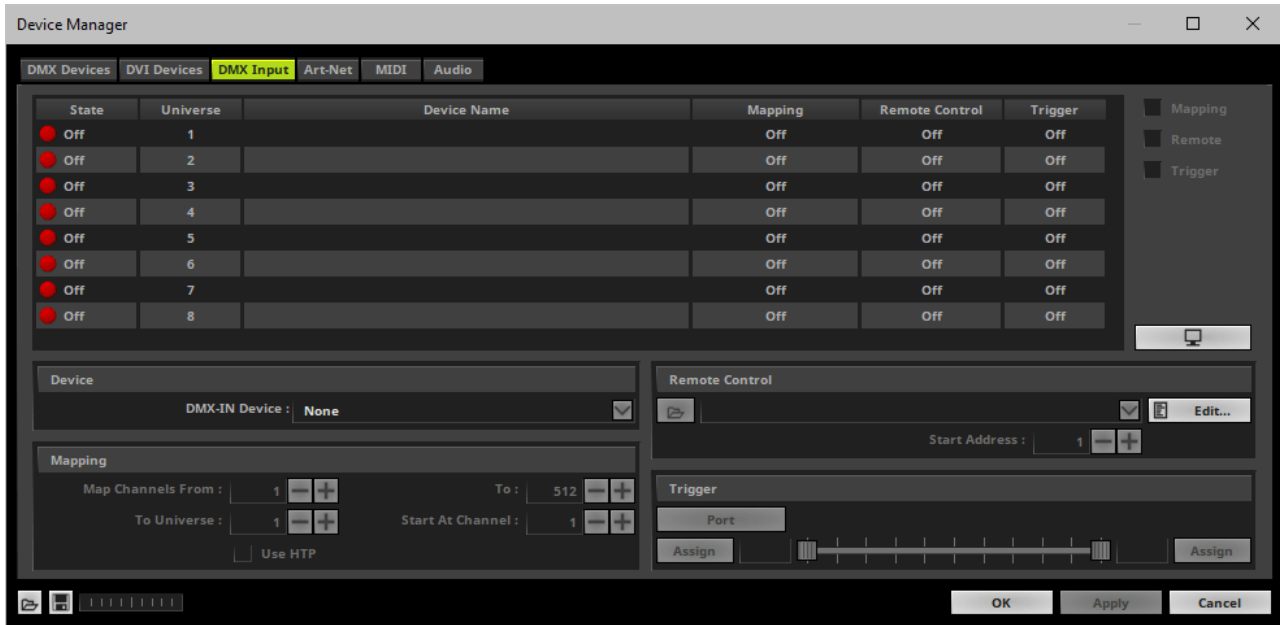 Device Manager
DMX Devices DVI Devices DMX Input Art-Net MIDI Audio
State Universe Device Name Mapping Remote Control Trigger
Off 1 Off Off Off
Off 2 Off Off Off
Off 3 Off Off Off
Off 4 Off Off Off
Off 5 Off Off Off
Off 6 Off Off Off
Off 7 Off Off Off
Off 8 Off Off Off
Mapping
Remote
Trigger
Device
DMX-IN Device : None
Mapping
Map Channels From : 1 To : 512
To Universe : 1 Start At Channel : 1
Use HTP
Remote Control
Edit...
Start Address : 1
Trigger
Port
Assign Assign
OK Apply Cancel